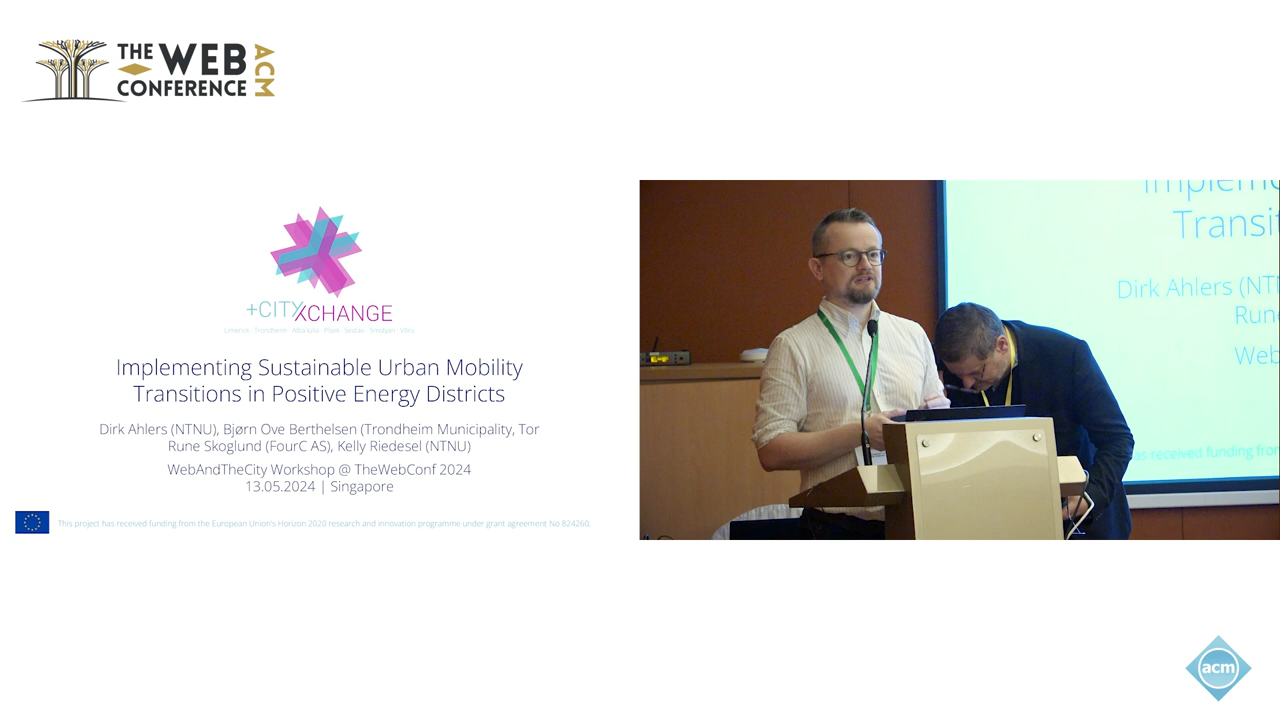 THE WEB CONFERENCE ACM
+CITYXCHANGE
Limerick · Trondheim · Alba Iulia · Písek · Sestao · Smolyan · Võru
Implementing Sustainable Urban Mobility
Transitions in Positive Energy Districts
Dirk Ahlers (NTNU), Bjørn Ove Berthelsen (Trondheim Municipality, Tor
Rune Skoglund (FourC AS), Kelly Riedesel (NTNU)
WebAndTheCity Workshop @ TheWebConf 2024
13.05.2024 | Singapore
This project has received funding from the European Union's Horizon 2020 research and innovation programme under grant agreement No 824260.
Implem
Transit
Dirk Ahlers (NT
Rune
Web
as received funding from
acm